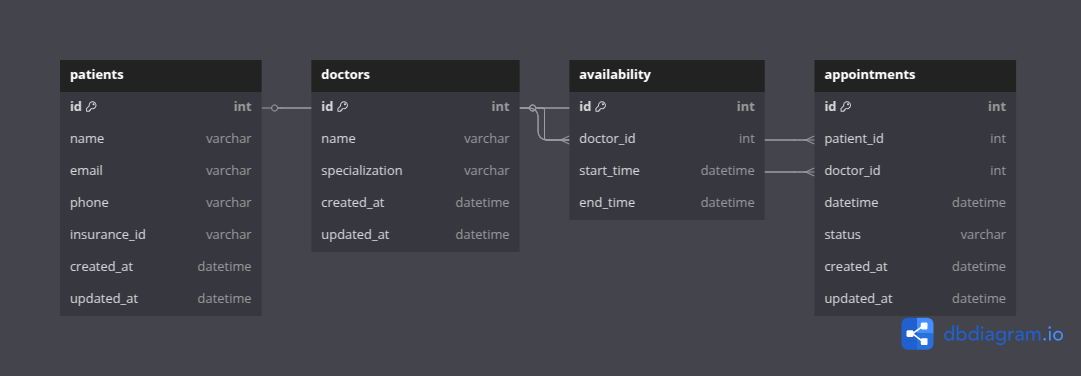 patients
id int
name varchar
email varchar
phone varchar
insurance_id varchar
created_at datetime
updated_at datetime
doctors
id int
name varchar
specialization varchar
created_at datetime
updated_at datetime
availability
id int
doctor_id int
start_time datetime
end_time datetime
appointments
id int
patient_id int
doctor_id int
datetime datetime
status varchar
created_at datetime
updated_at datetime
dbdiagram.io